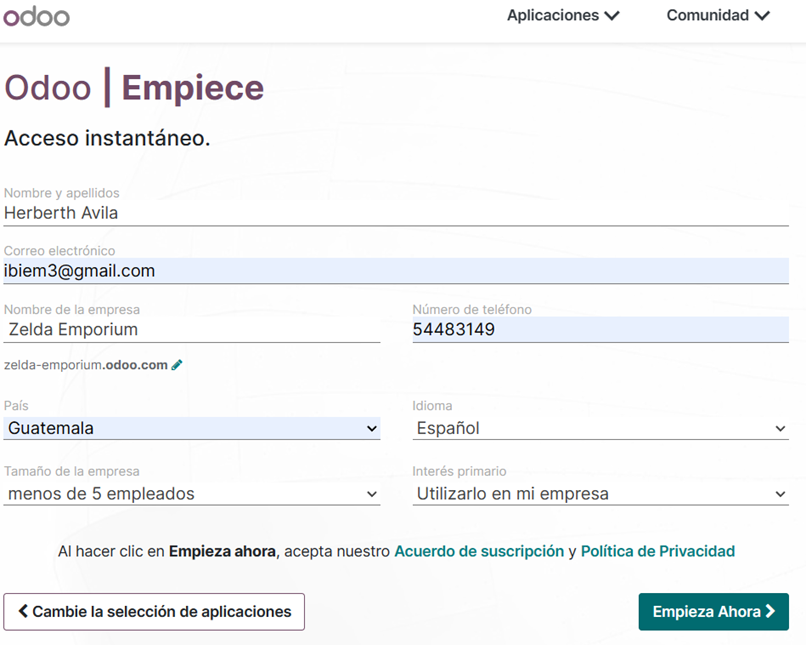 odoo
Aplicaciones Comunidad
Odoo | Empiece
Acceso instantáneo.
Nombre y apellidos
Herberth Avila
Correo electrónico
ibiem3@gmail.com
Nombre de la empresa Número de teléfono
Zelda Emporium 54483149
zelda-emporium.odoo.com
País Idioma
Guatemala Español
Tamaño de la empresa Interés primario
menos de 5 empleados Utilizarlo en mi empresa
Al hacer clic en Empieza ahora, acepta nuestro Acuerdo de suscripción y Política de Privacidad
Cambie la selección de aplicaciones Empieza Ahora